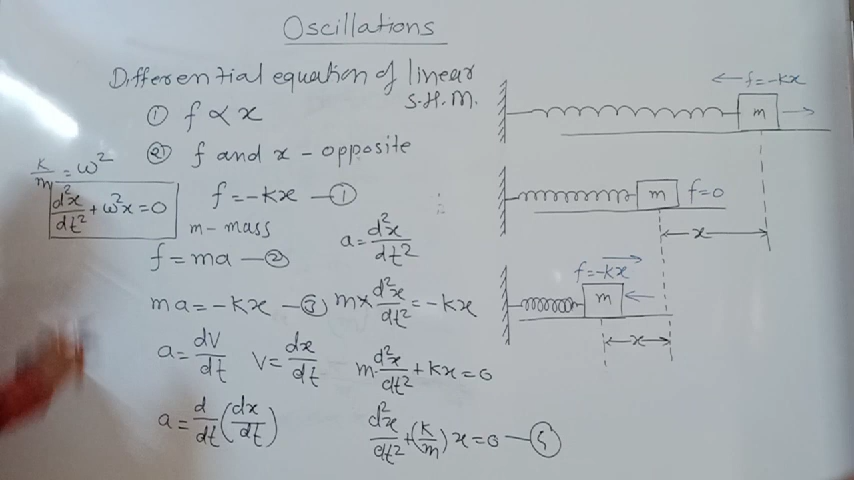 Oscillations
Differential equation of linear
S.H.M.
① f ∝ x
② f and x - opposite
k/m = ω²
d²x/dt² + ω²x = 0
f = -kx — ①
m - mass
f = ma — ②
a = d²x/dt²
ma = -kx — ③
m × d²x/dt² = -kx
a = dv/dt
v = dx/dt
m · d²x/dt² + kx = 0
a = d/dt (dx/dt)
d²x/dt² + (k/m) x = 0 —
f = -kx
m
m
f = 0
x
f = -kx
m
x